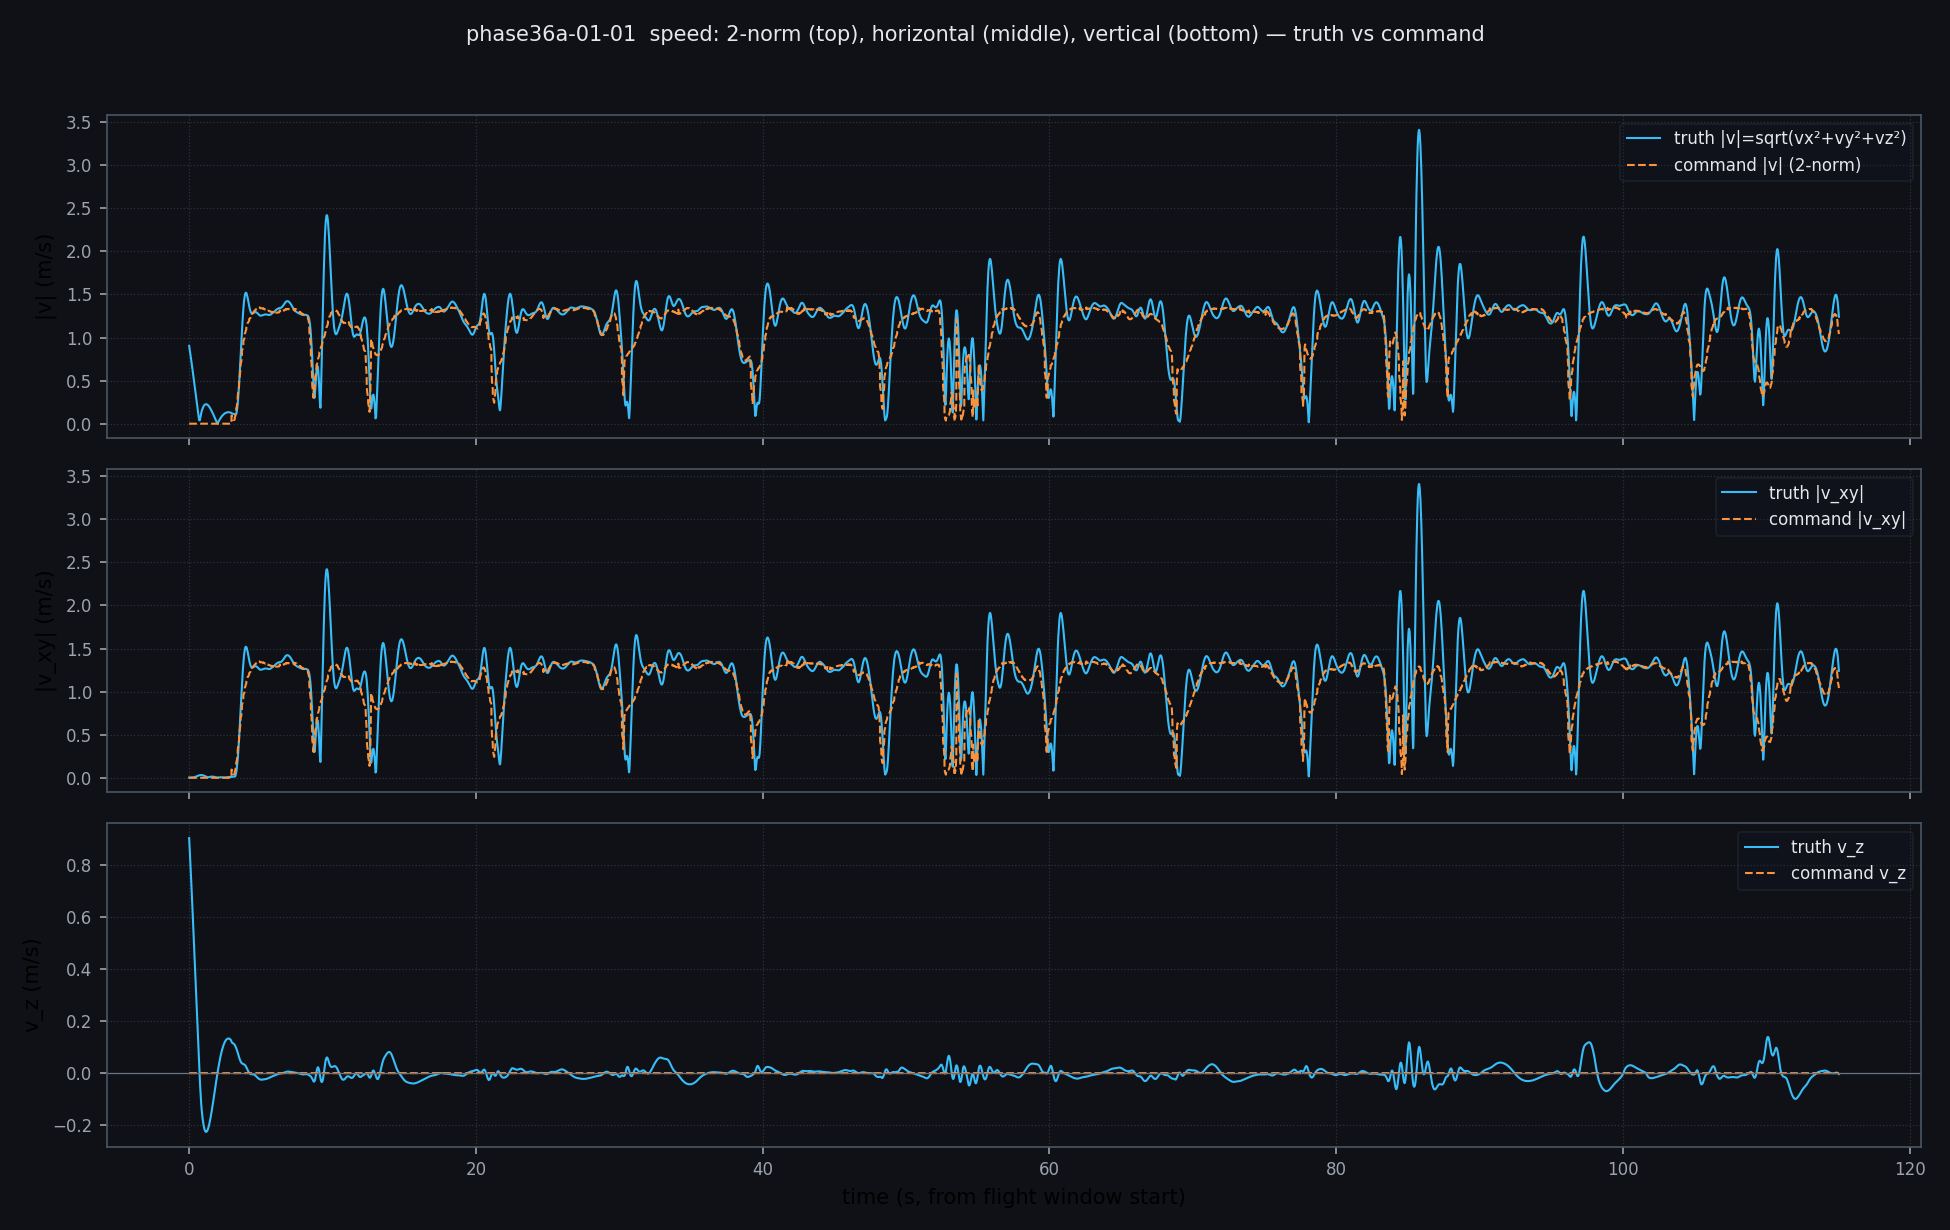 phase36a-01-01  speed: 2-norm (top), horizontal (middle), vertical (bottom) — truth vs command
|v| (m/s)
3.5
3.0
2.5
2.0
1.5
1.0
0.5
0.0
truth |v|=sqrt(vx²+vy²+vz²)
command |v| (2-norm)
|v_xy| (m/s)
3.5
3.0
2.5
2.0
1.5
1.0
0.5
0.0
truth |v_xy|
command |v_xy|
v_z (m/s)
0.8
0.6
0.4
0.2
0.0
−0.2
truth v_z
command v_z
0 20 40 60 80 100 120
time (s, from flight window start)